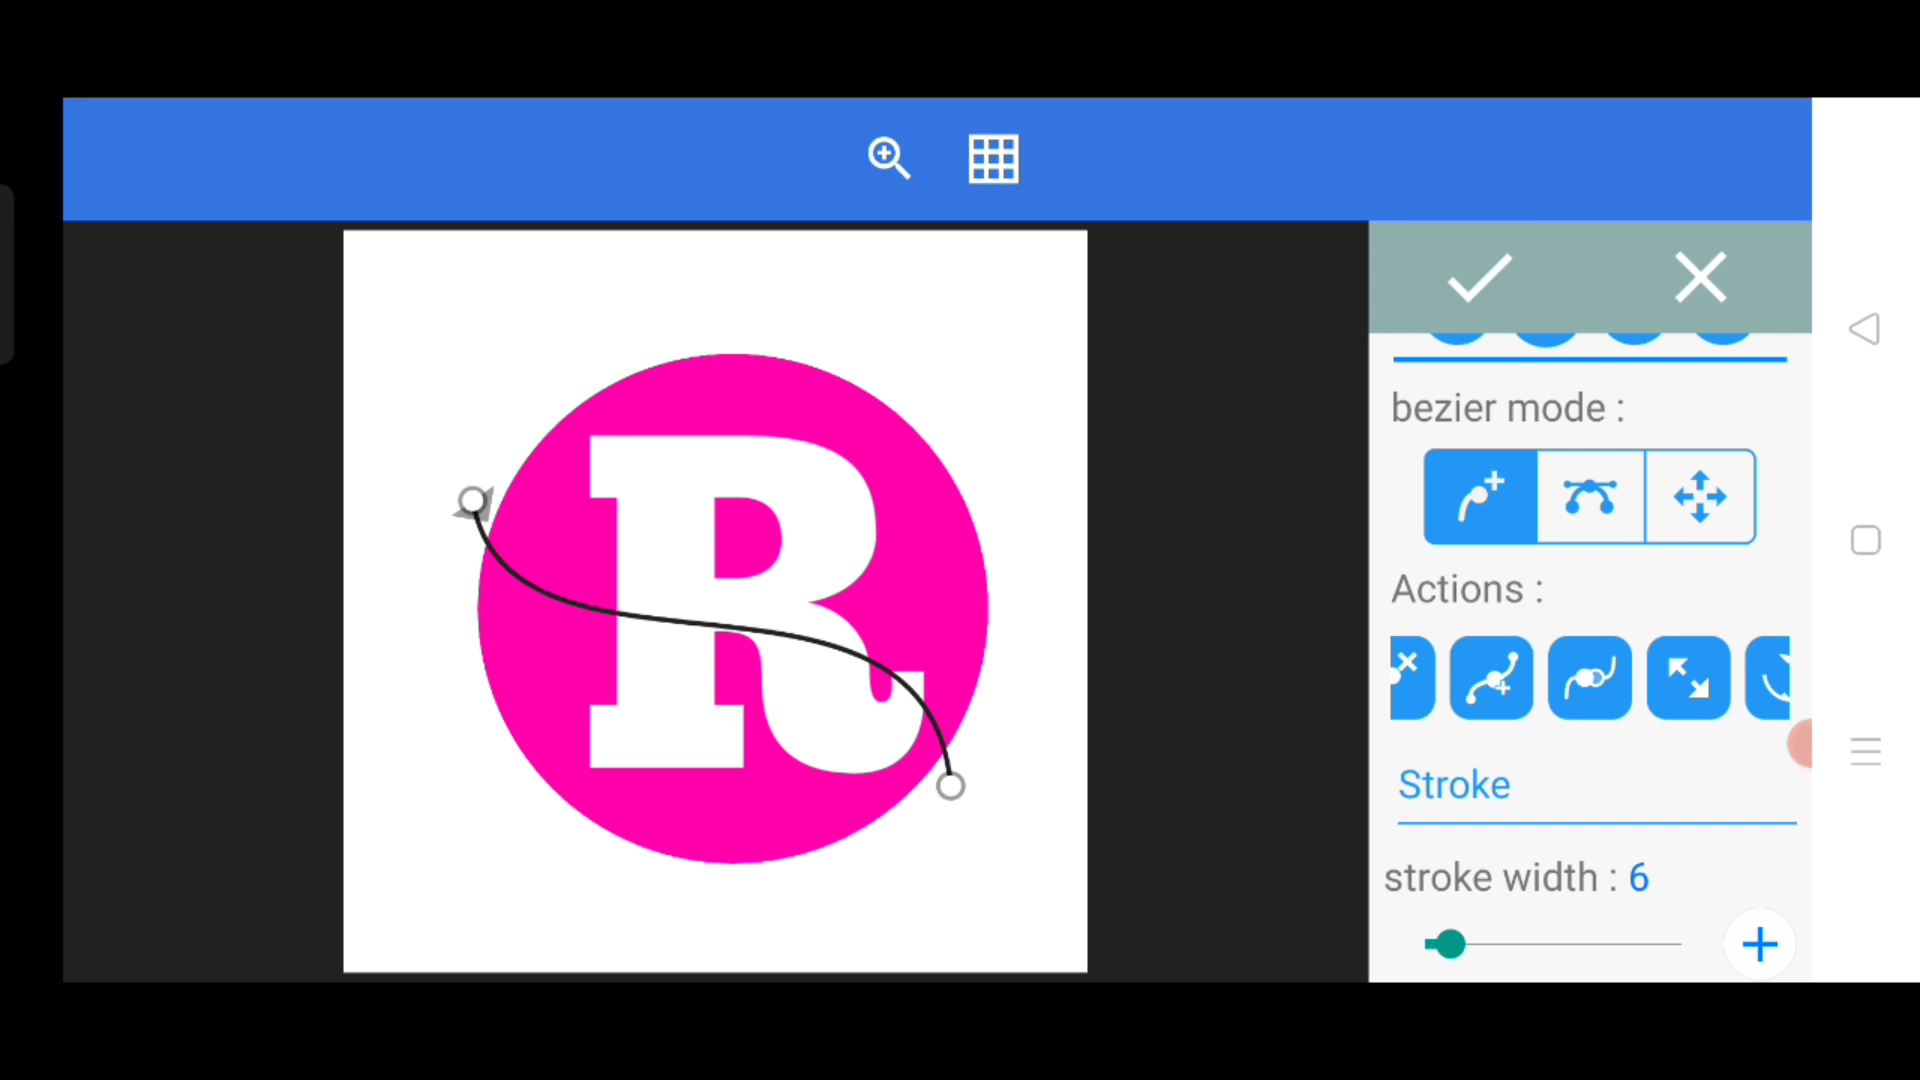 R
bezier mode :
Actions :
Stroke
stroke width : 6